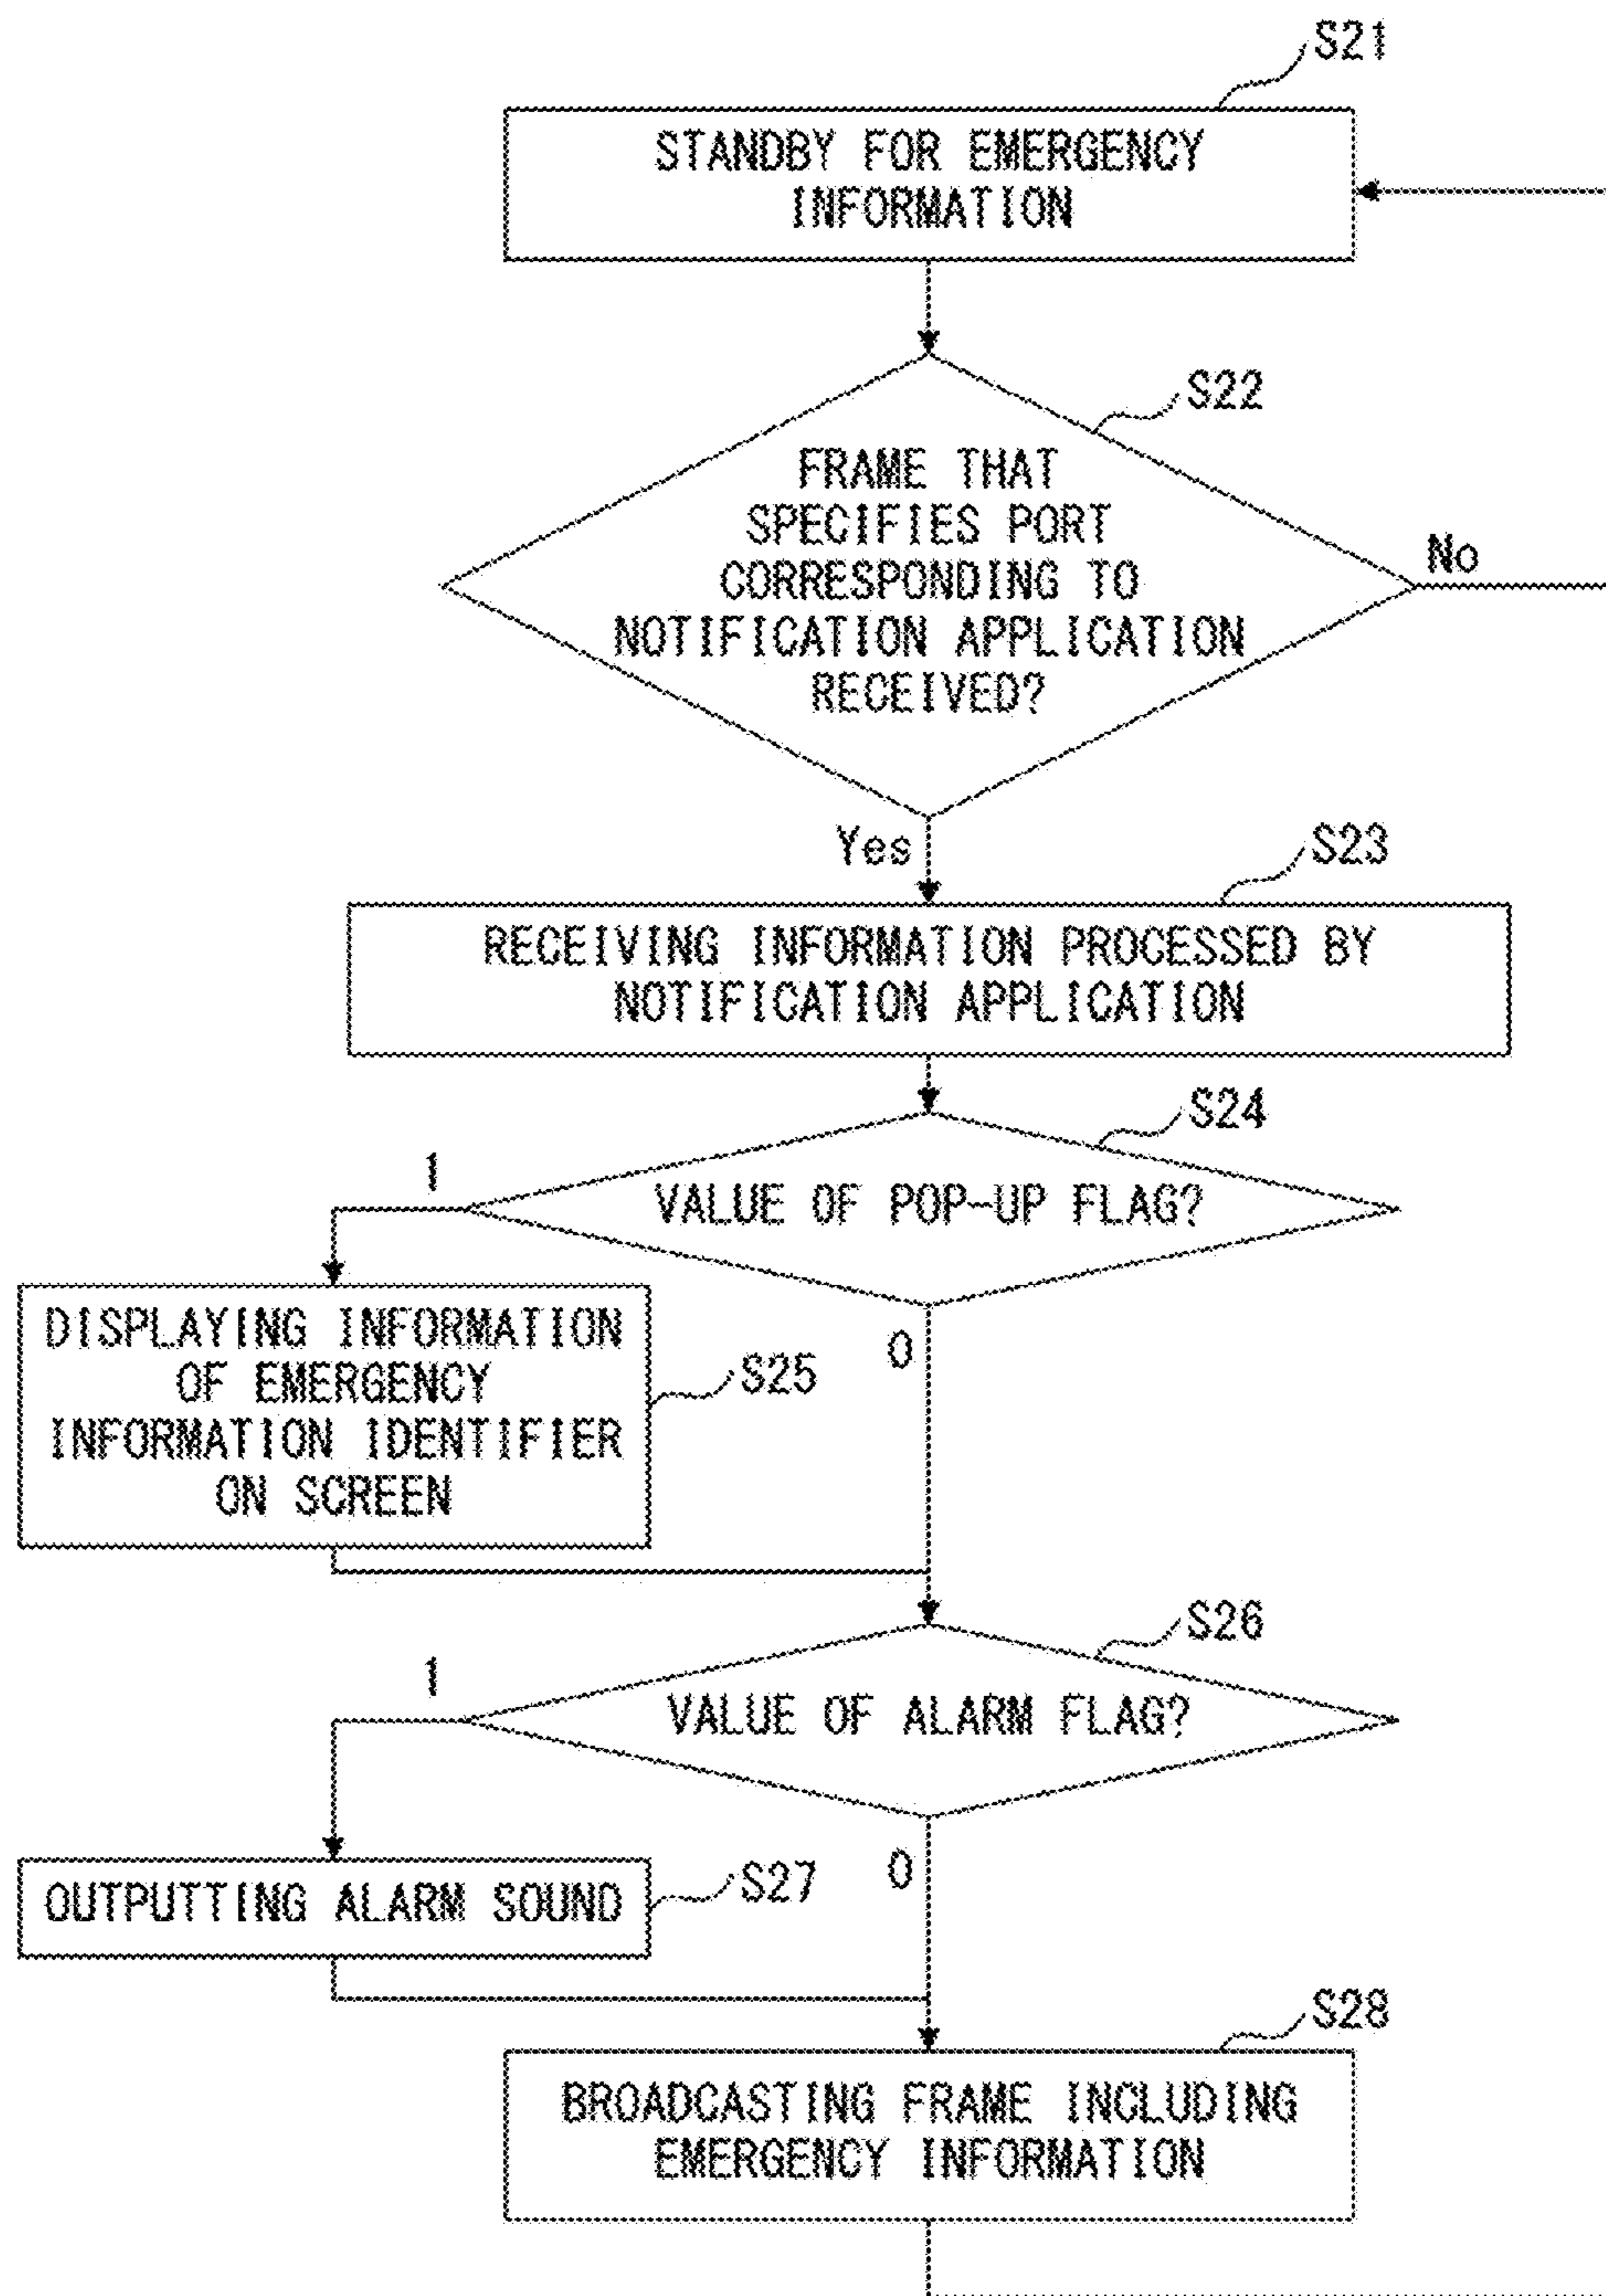 S21
STANDBY FOR EMERGENCY
INFORMATION
S22
FRAME THAT
SPECIFIES PORT
CORRESPONDING TO
NOTIFICATION APPLICATION
RECEIVED?
No
Yes
S23
RECEIVING INFORMATION PROCESSED BY
NOTIFICATION APPLICATION
S24
1
VALUE OF POP-UP FLAG?
0
DISPLAYING INFORMATION
OF EMERGENCY
INFORMATION IDENTIFIER
ON SCREEN
S25
S26
1
VALUE OF ALARM FLAG?
0
OUTPUTTING ALARM SOUND
S27
S28
BROADCASTING FRAME INCLUDING
EMERGENCY INFORMATION